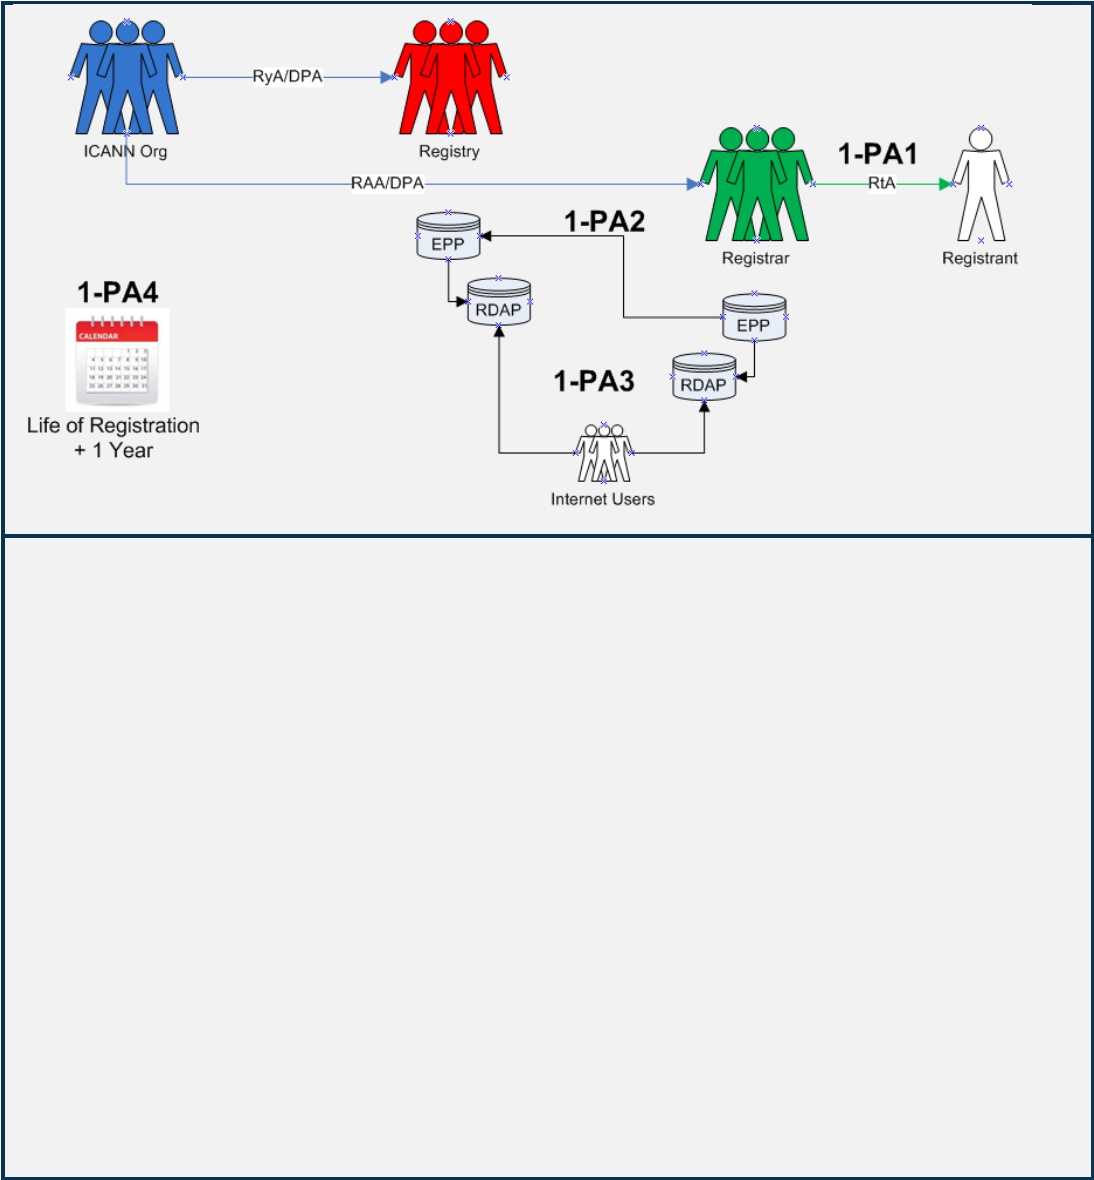 RyA/DPA
ICANN Org
Registry
1-PA1
RAA/DPA
RtA
1-PA2
EPP
Registrar
Registrant
1-PA4
RDAP
EPP
CALENDAR
1-PA3
RDAP
Life of Registration
+ 1 Year
Internet Users